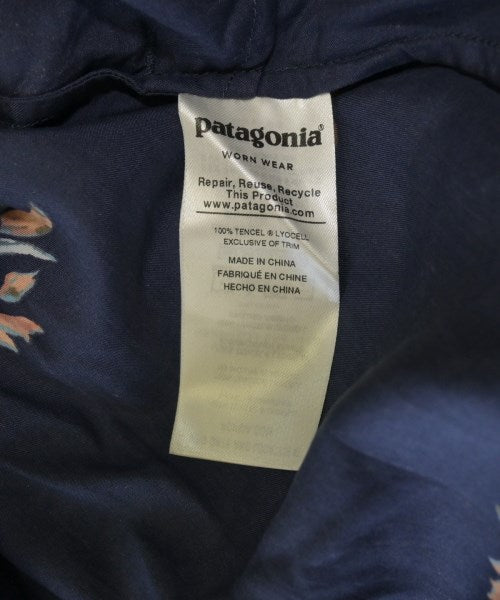 patagonia®
WORN WEAR
Repair, Reuse, Recycle
This Product
www.patagonia.com
100% TENCEL ® LYOCELL
EXCLUSIVE OF TRIM
MADE IN CHINA
FABRIQUÉ EN CHINE
HECHO EN CHINA